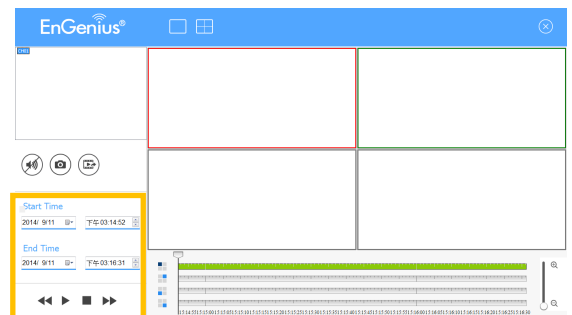 EnGenius®
CH01
Start Time
2014/ 9/11 下午 03:14:52
End Time
2014/ 9/11 下午 03:16:31